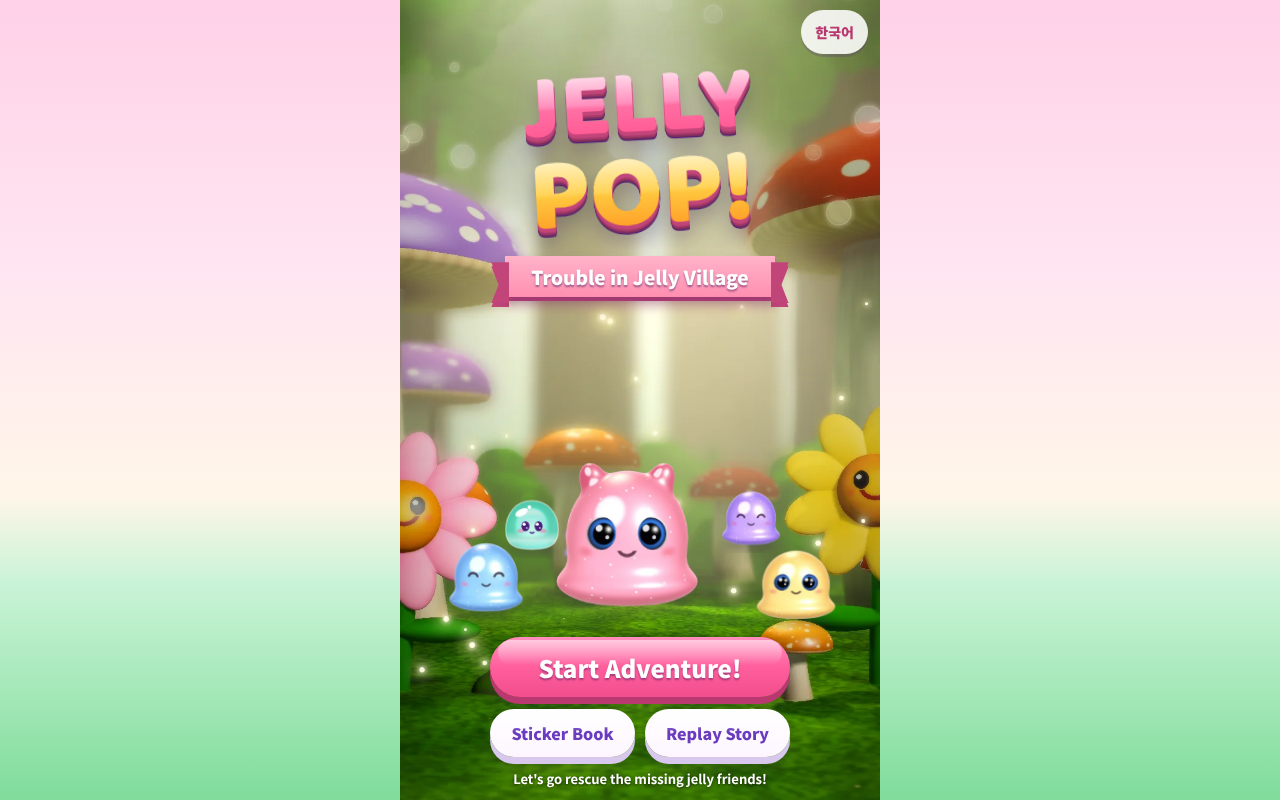 한국어
JELLY
POP!
Trouble in Jelly Village
Start Adventure!
Sticker Book
Replay Story
Let's go rescue the missing jelly friends!